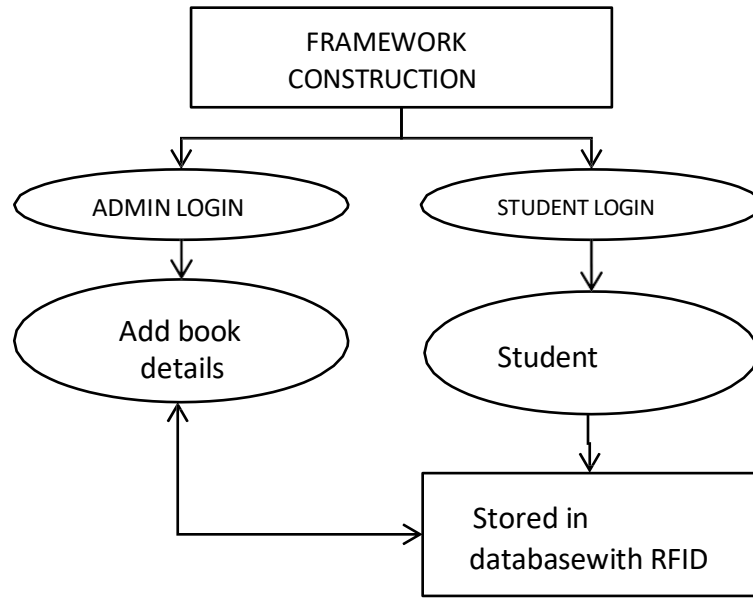 FRAMEWORK
CONSTRUCTION
ADMIN LOGIN
STUDENT LOGIN
Add book
details
Student
Stored in
databasewith RFID